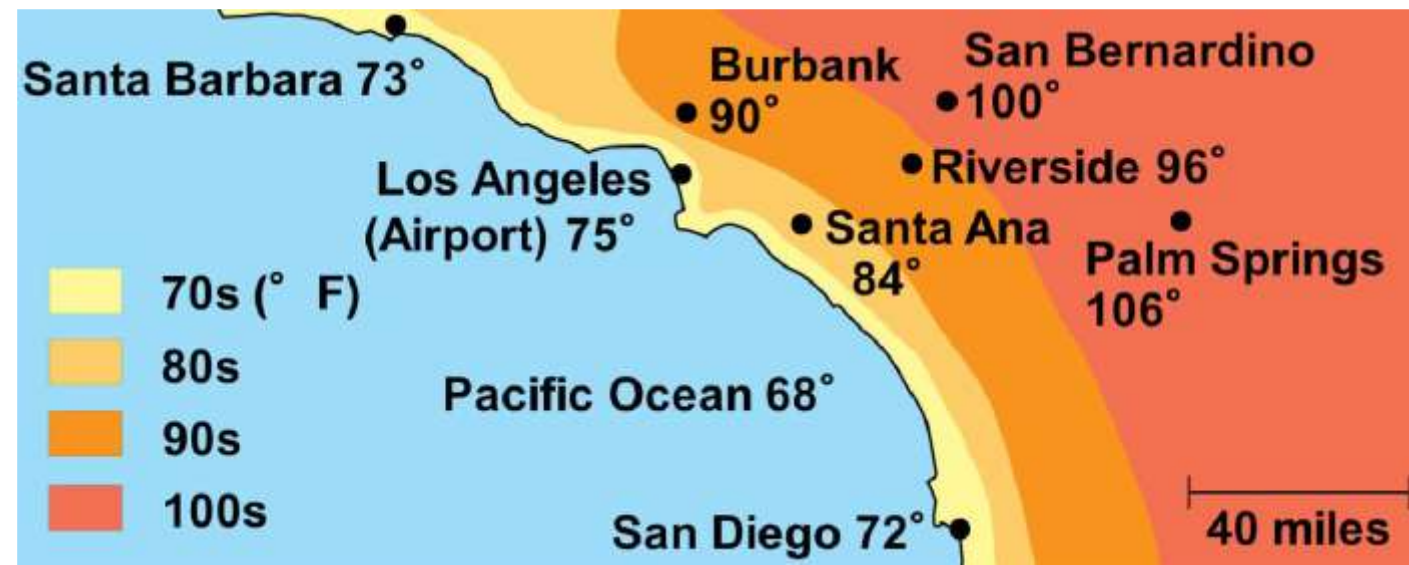 Santa Barbara 73°
Burbank
90°
San Bernardino
100°
Los Angeles
(Airport) 75°
Riverside 96°
Santa Ana
84°
Palm Springs
106°
70s (° F)
80s
90s
100s
Pacific Ocean 68°
San Diego 72°
40 miles